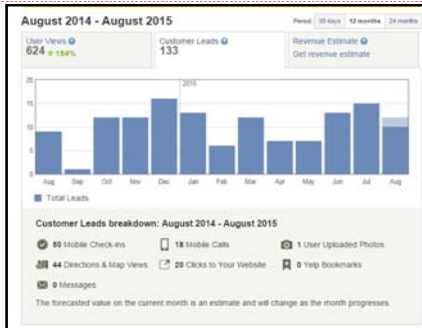 August 2014 - August 2015
Period 30 days 12 months 24 months
User Views
624 184%
Customer Leads
133
Revenue Estimate
Get revenue estimate
20
15
10
5
0
2015
Aug Sep Oct Nov Dec Jan Feb Mar Apr May Jun Jul Aug
Total Leads
Customer Leads breakdown: August 2014 - August 2015
50 Mobile Check-ins
18 Mobile Calls
1 User Uploaded Photos
44 Directions & Map Views
20 Clicks to Your Website
0 Yelp Bookmarks
0 Messages
The forecasted value on the current month is an estimate and will change as the month progresses.